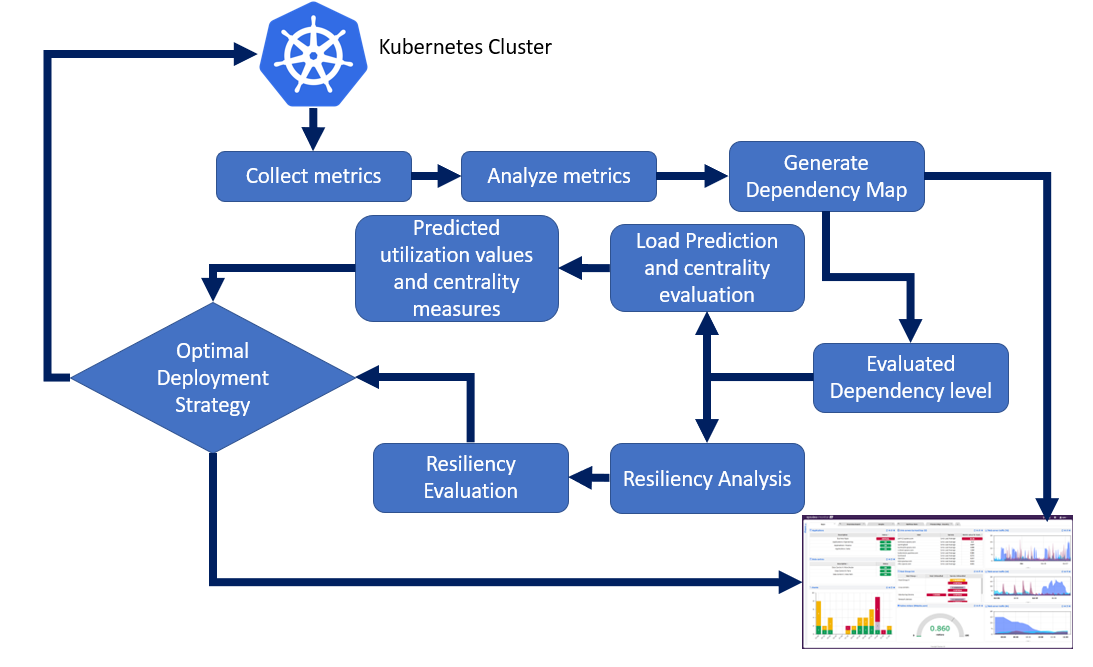 Kubernetes Cluster
Collect metrics
Analyze metrics
Generate
Dependency Map
Predicted
utilization values
and centrality
measures
Load Prediction
and centrality
evaluation
Optimal
Deployment
Strategy
Evaluated
Dependency level
Resiliency
Evaluation
Resiliency Analysis
0.860